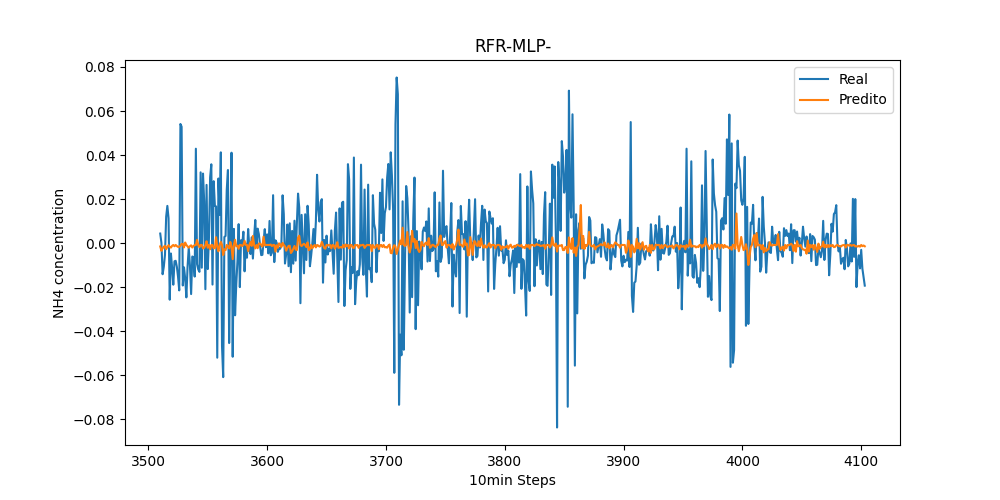 RFR-MLP-
Real
Predito
NH4 concentration
0.08
0.06
0.04
0.02
0.00
−0.02
−0.04
−0.06
−0.08
3500 3600 3700 3800 3900 4000 4100
10min Steps